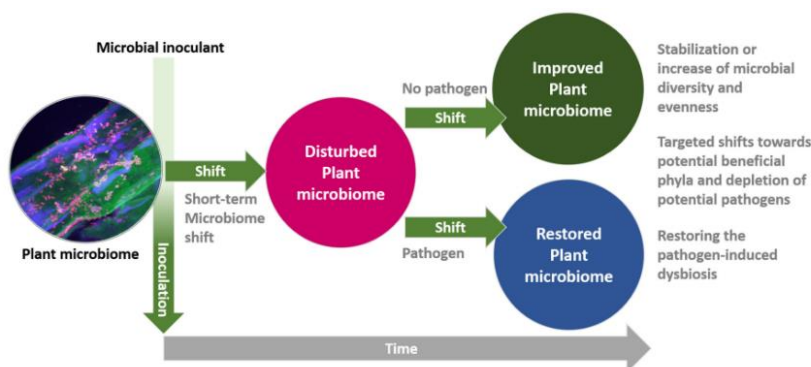 Microbial inoculant
Plant microbiome
Inoculation
Shift
Short-term
Microbiome
shift
Disturbed
Plant
microbiome
No pathogen
Shift
Improved
Plant
microbiome
Shift
Pathogen
Restored
Plant
microbiome
Stabilization or
increase of microbial
diversity and
evenness
Targeted shifts towards
potential beneficial
phyla and depletion of
potential pathogens
Restoring the
pathogen-induced
dysbiosis
Time